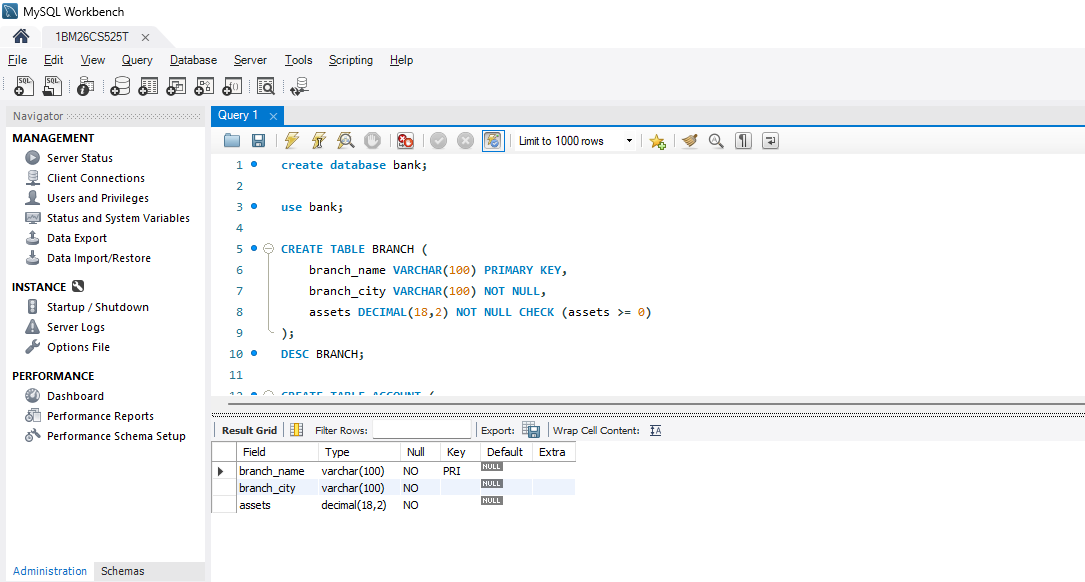 MySQL Workbench
1BM26CS525T
File Edit View Query Database Server Tools Scripting Help
Navigator
MANAGEMENT
Server Status
Client Connections
Users and Privileges
Status and System Variables
Data Export
Data Import/Restore
INSTANCE
Startup / Shutdown
Server Logs
Options File
PERFORMANCE
Dashboard
Performance Reports
Performance Schema Setup
Administration Schemas
Query 1
Limit to 1000 rows
1 create database bank;
2
3 use bank;
4
5 CREATE TABLE BRANCH (
6 branch_name VARCHAR(100) PRIMARY KEY,
7 branch_city VARCHAR(100) NOT NULL,
8 assets DECIMAL(18,2) NOT NULL CHECK (assets >= 0)
9 );
10 DESC BRANCH;
11
12 CREATE TABLE ACCOUNT (
Result Grid Filter Rows: Export: Wrap Cell Content: IA
Field Type Null Key Default Extra
branch_name varchar(100) NO PRI NULL
branch_city varchar(100) NO NULL
assets decimal(18,2) NO NULL